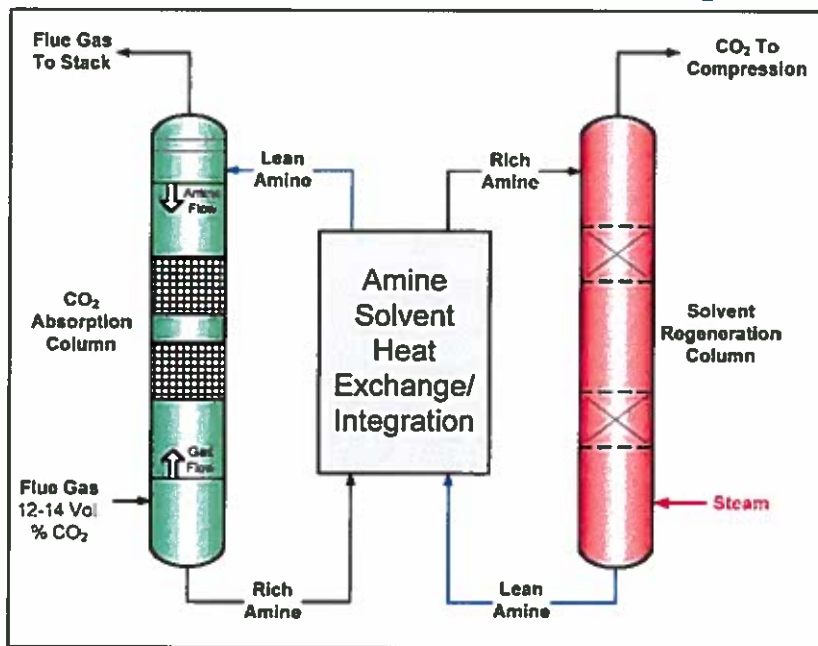 Flue Gas
To Stack
CO₂ To
Compression
Lean
Amine
Rich
Amine
Amine
Flow
Amine
Solvent
Heat
Exchange/
Integration
CO₂
Absorption
Column
Solvent
Regeneration
Column
Gas
Flow
Flue Gas
12-14 Vol
% CO₂
Steam
Rich
Amine
Lean
Amine